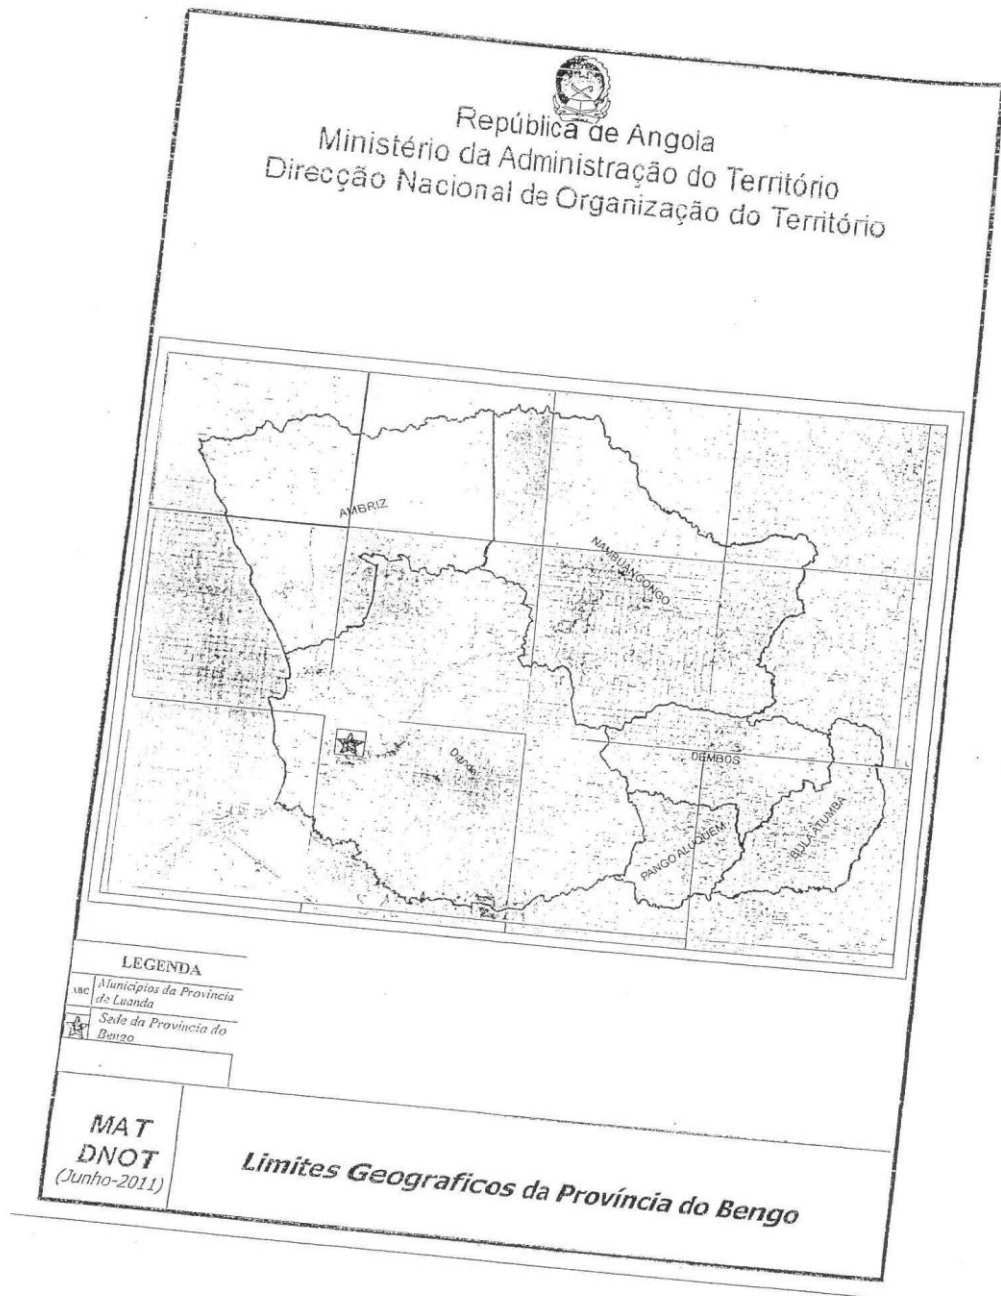 República de Angola
Ministério da Administração do Território
Direcção Nacional de Organização do Território
AMBRIZ
NAMBUANGONGO
Dande
DEMBOS
PANGO ALUQUEM
BULA ATUMBA
LEGENDA
ABC Municípios da Província
de Luanda
Sede da Província do
Bengo
MAT
DNOT
(Junho-2011)
Limites Geograficos da Província do Bengo